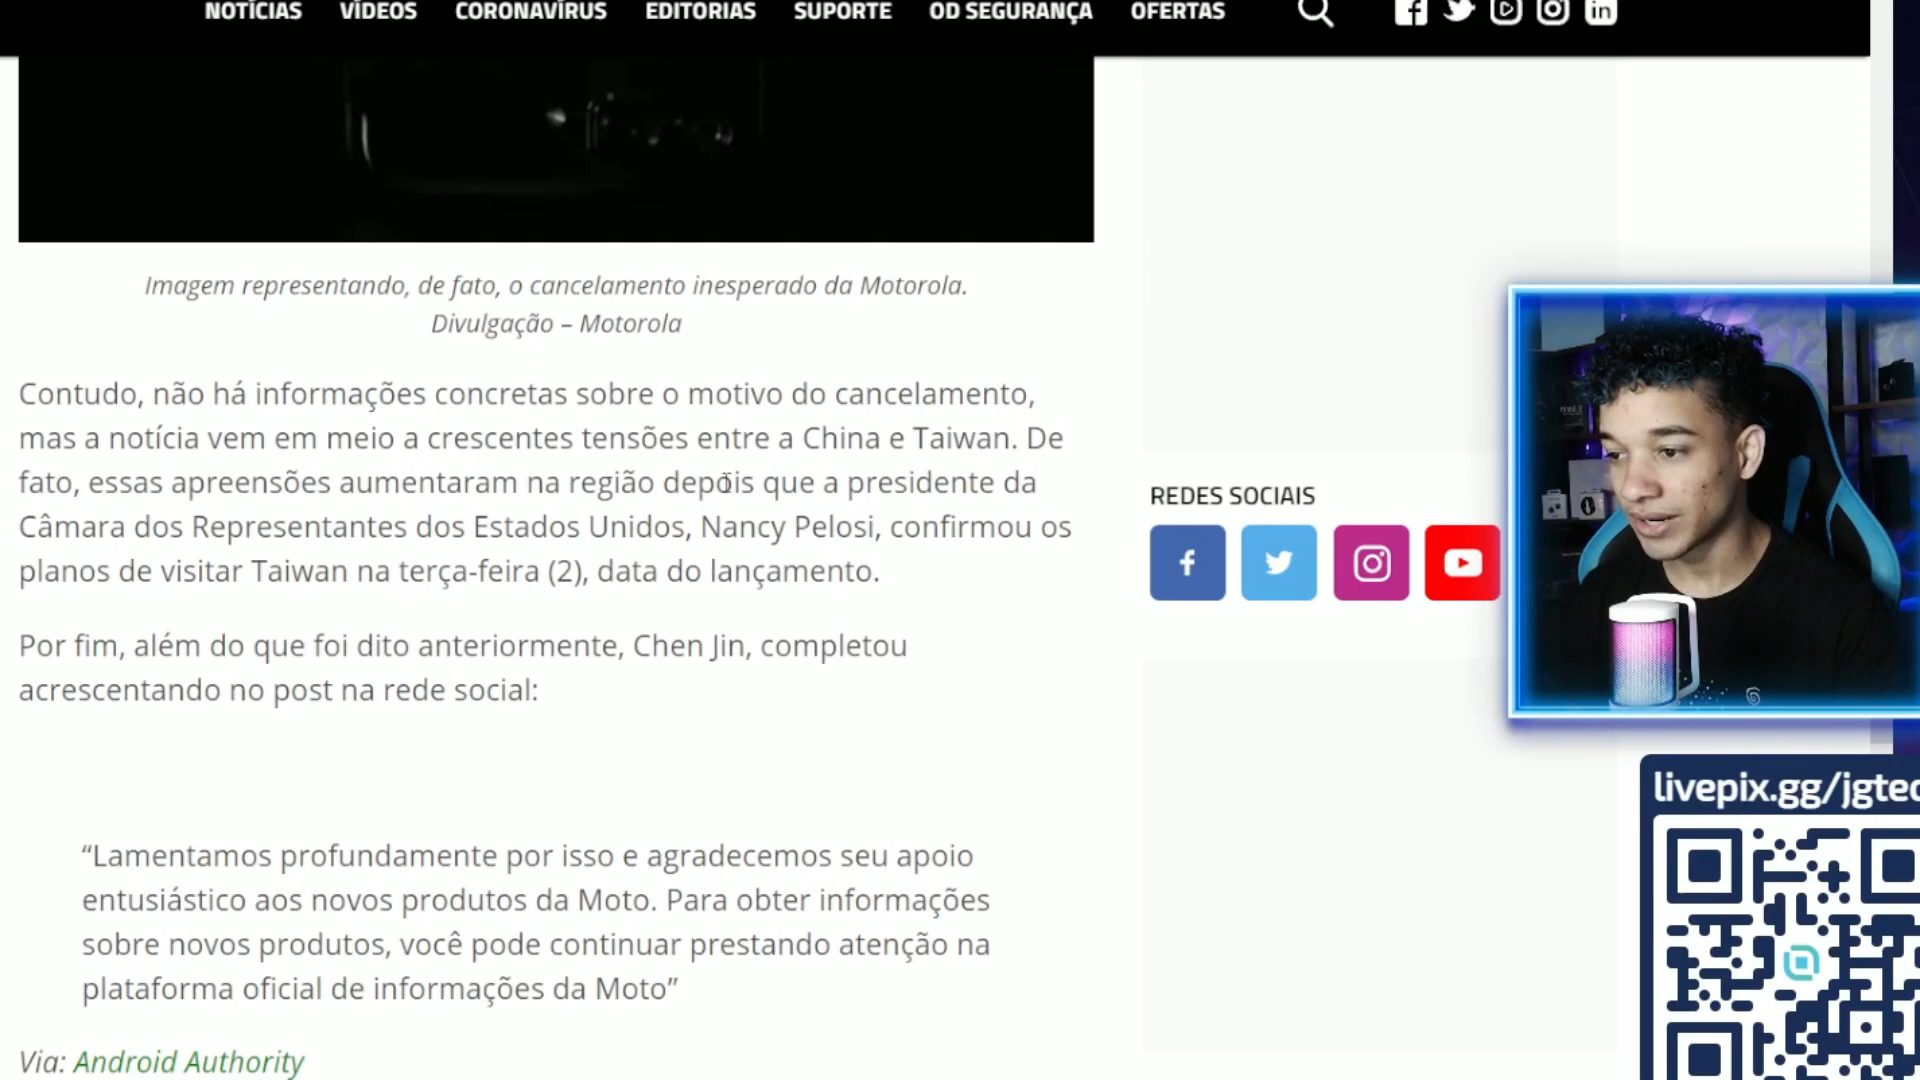 NOTÍCIAS VÍDEOS CORONAVÍRUS EDITORIAS SUPORTE OD SEGURANÇA OFERTAS
Imagem representando, de fato, o cancelamento inesperado da Motorola.
Divulgação – Motorola
Contudo, não há informações concretas sobre o motivo do cancelamento,
mas a notícia vem em meio a crescentes tensões entre a China e Taiwan. De
fato, essas apreensões aumentaram na região depois que a presidente da
Câmara dos Representantes dos Estados Unidos, Nancy Pelosi, confirmou os
planos de visitar Taiwan na terça-feira (2), data do lançamento.
Por fim, além do que foi dito anteriormente, Chen Jin, completou
acrescentando no post na rede social:
“Lamentamos profundamente por isso e agradecemos seu apoio
entusiástico aos novos produtos da Moto. Para obter informações
sobre novos produtos, você pode continuar prestando atenção na
plataforma oficial de informações da Moto”
Via: Android Authority
REDES SOCIAIS
livepix.gg/jgtec